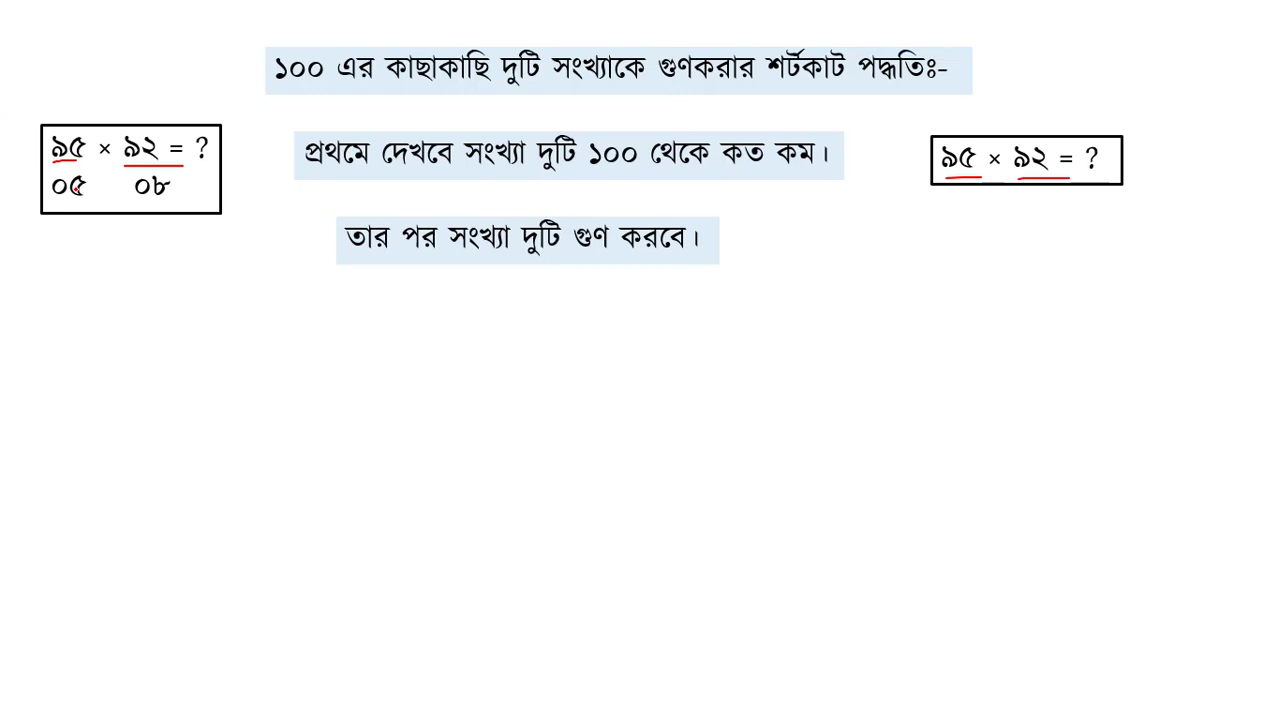 ১০০ এর কাছাকাছি দুটি সংখ্যাকে গুণকরার শর্টকাট পদ্ধতিঃ-
৯৫ × ৯২ = ?
০৫ ০৮
প্রথমে দেখবে সংখ্যা দুটি ১০০ থেকে কত কম।
৯৫ × ৯২ = ?
তার পর সংখ্যা দুটি গুণ করবে।